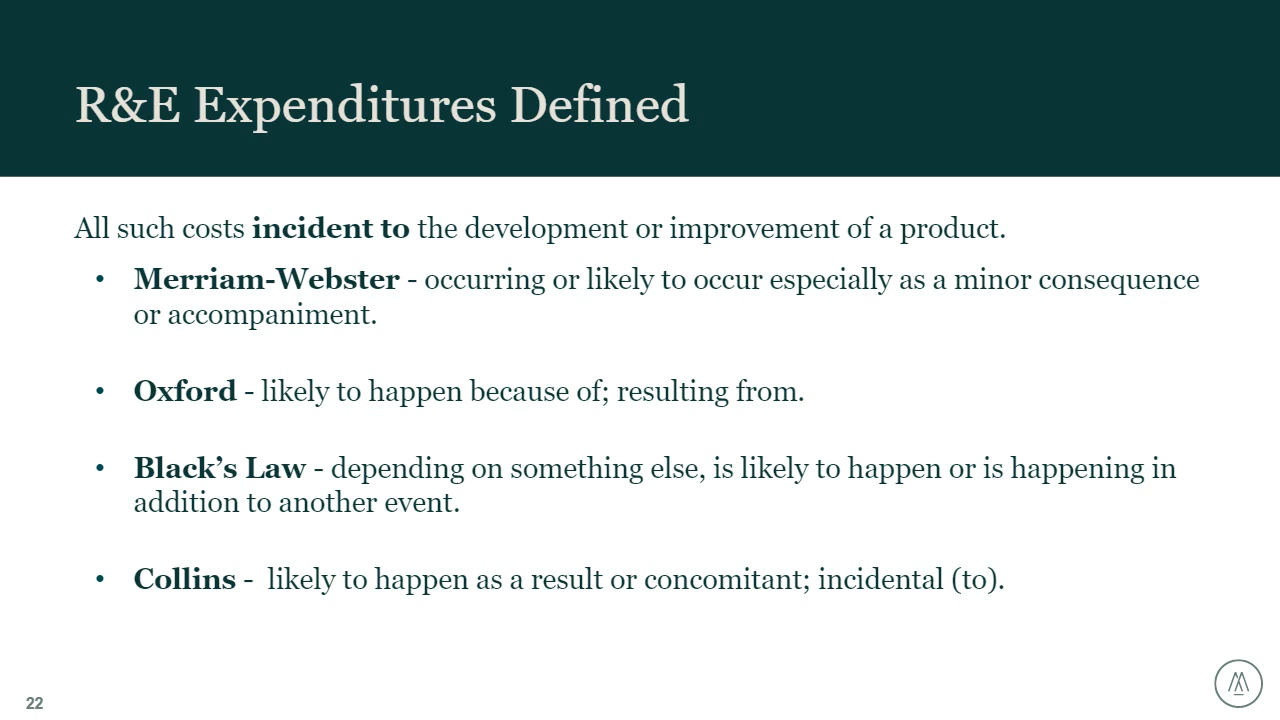 R&E Expenditures Defined
All such costs incident to the development or improvement of a product.
• Merriam-Webster - occurring or likely to occur especially as a minor consequence
or accompaniment.
• Oxford - likely to happen because of; resulting from.
• Black’s Law - depending on something else, is likely to happen or is happening in
addition to another event.
• Collins -  likely to happen as a result or concomitant; incidental (to).
22